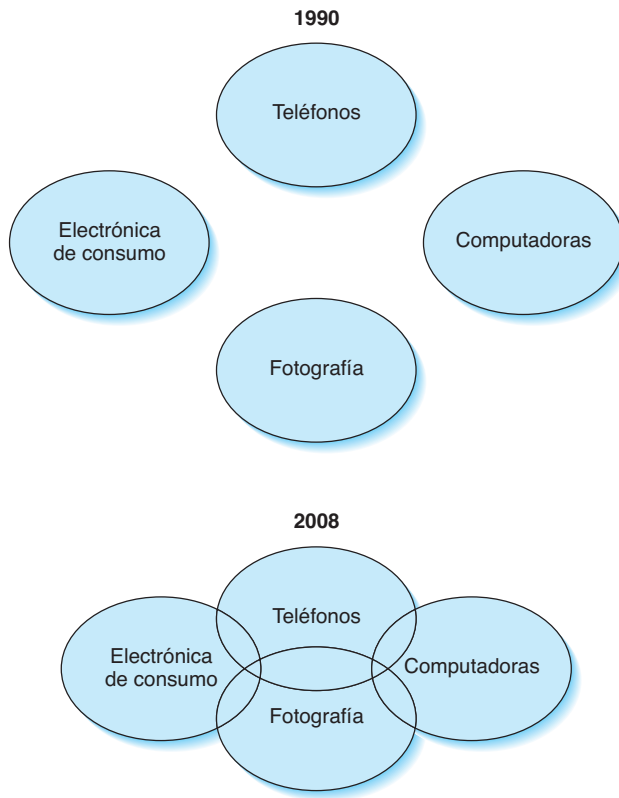 1990
Teléfonos
Electrónica
de consumo
Computadoras
Fotografía
2008
Teléfonos
Electrónica
de consumo
Computadoras
Fotografía